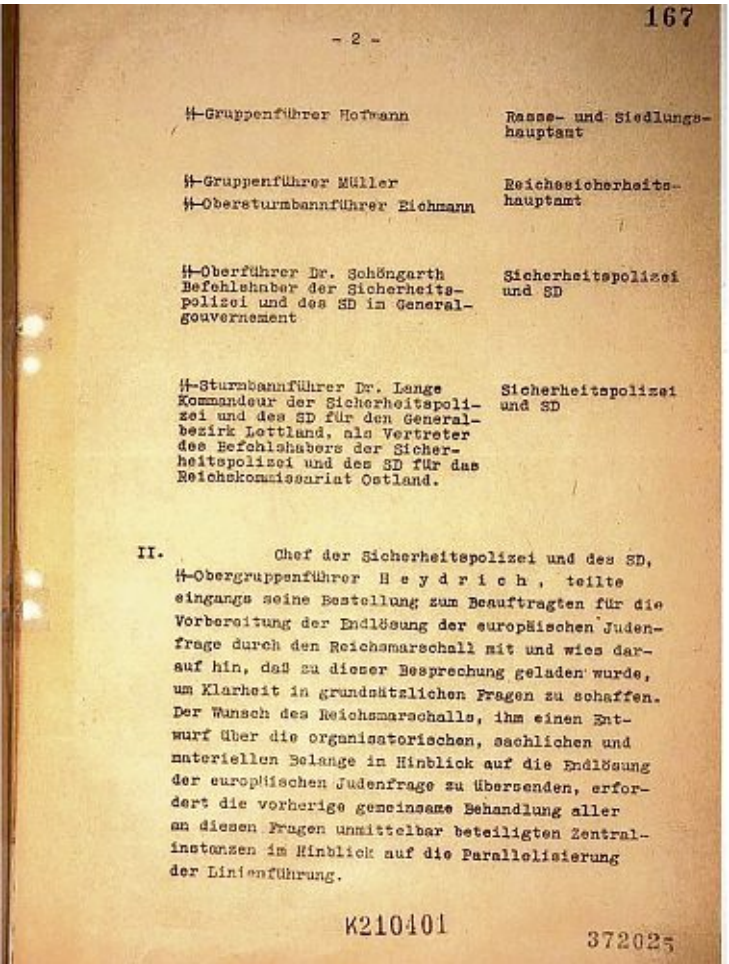 167
- 2 -
ᛋᛋ-Gruppenführer Hofmann
Rasse- und Siedlungs-
hauptamt
ᛋᛋ-Gruppenführer Müller
ᛋᛋ-Obersturmbannführer Eichmann
Reichssicherheits-
hauptamt
ᛋᛋ-Oberführer Dr. Schöngarth
Befehlshaber der Sicherheits-
polizei und des SD im General-
gouvernement
Sicherheitspolizei
und SD
ᛋᛋ-Sturmbannführer Dr. Lange
Kommandeur der Sicherheitspoli-
zei und des SD für den General-
bezirk Lettland, als Vertreter
des Befehlshabers der Sicher-
heitspolizei und des SD für das
Reichskommissariat Ostland.
Sicherheitspolizei
und SD
II. Chef der Sicherheitspolizei und des SD,
ᛋᛋ-Obergruppenführer H e y d r i c h , teilte
eingangs seine Bestellung zum Beauftragten für die
Vorbereitung der Endlösung der europäischen Juden-
frage durch den Reichsmarschall mit und wies dar-
auf hin, daß zu dieser Besprechung geladen wurde,
um Klarheit in grundsätzlichen Fragen zu schaffen.
Der Wunsch des Reichsmarschalls, ihm einen Ent-
wurf über die organisatorischen, sachlichen und
materiellen Belange in Hinblick auf die Endlösung
der europäischen Judenfrage zu übersenden, erfor-
dert die vorherige gemeinsame Behandlung aller
an diesen Fragen unmittelbar beteiligten Zentral-
instanzen im Hinblick auf die Parallelisierung
der Linienführung.
K210401
372025